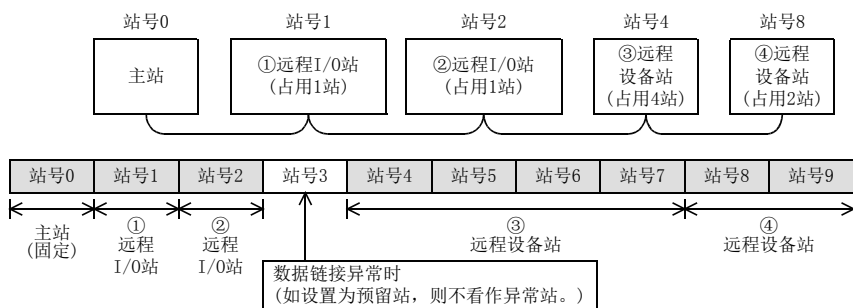 站号0
站号1
站号2
站号4
站号8
主站
①远程I/O站
(占用1站)
②远程I/O站
(占用1站)
③远程
设备站
(占用4站)
④远程
设备站
(占用2站)
站号0
站号1
站号2
站号3
站号4
站号5
站号6
站号7
站号8
站号9
主站
(固定)
①
远程
I/O站
②
远程
I/O站
③
远程设备站
④
远程设备站
数据链接异常时
(如设置为预留站，则不看作异常站。)